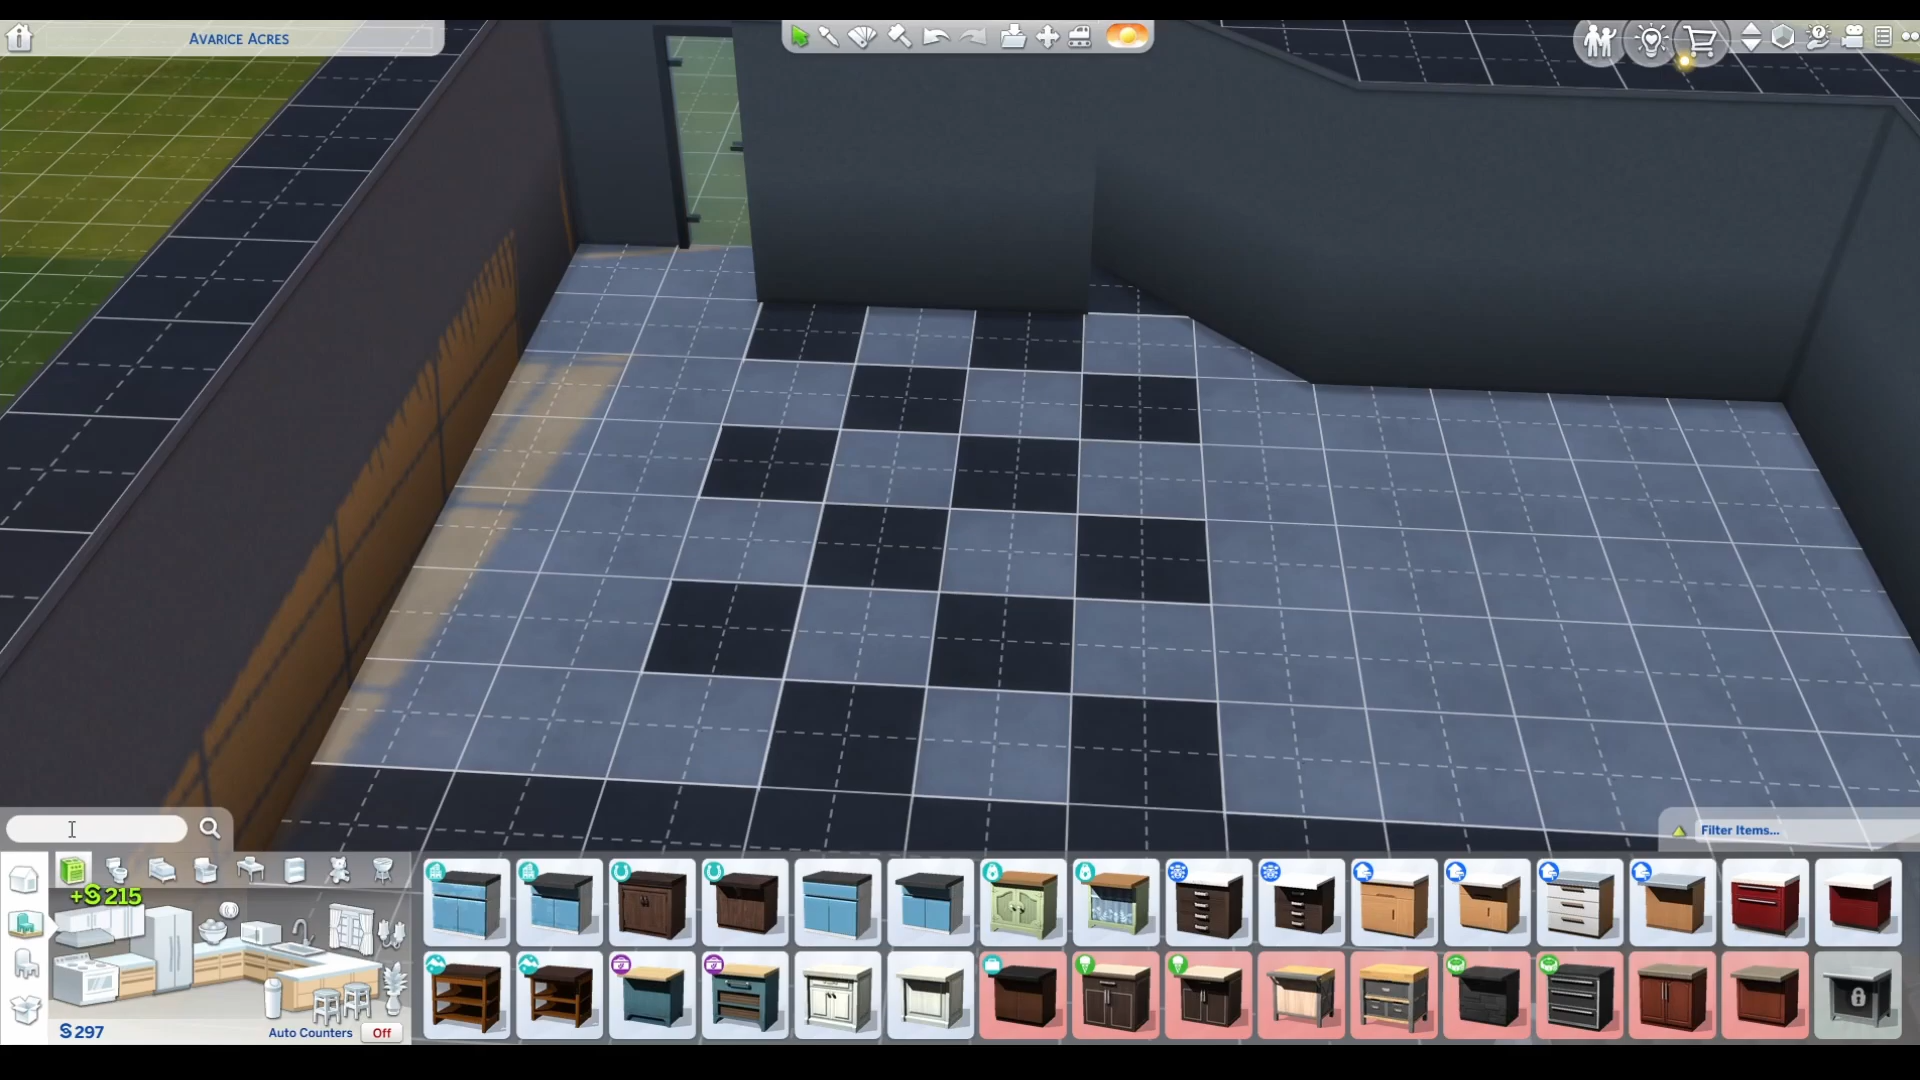 AVARICE ACRES
Filter Items...
+§215
§297
Auto Counters Off